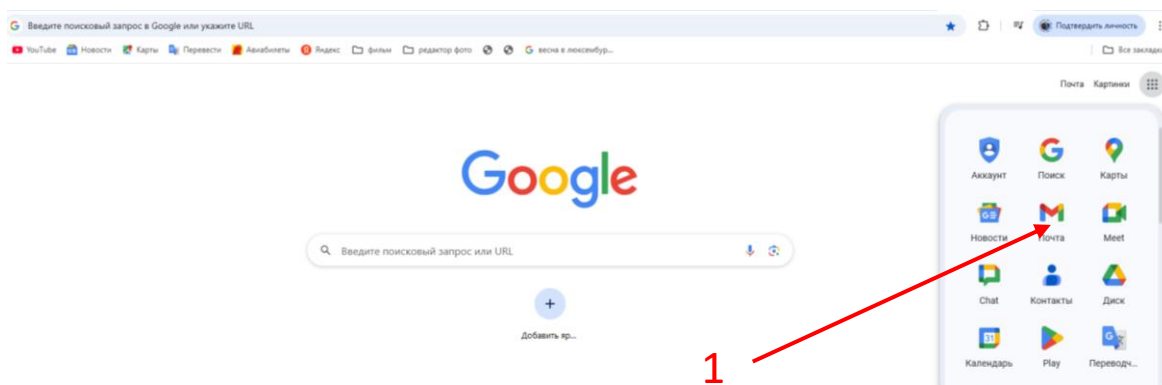 Введите поисковый запрос в Google или укажите URL
Подтвердить личность
YouTube Новости Карты Перевести Авиабилеты Яндекс фильм редактор фото весна в люксембур... Все закладки
Почта Картинки
Google
Введите поисковый запрос или URL
Добавить яр...
Аккаунт Поиск Карты
Новости Почта Meet
Chat Контакты Диск
31
Календарь Play Переводч...
1